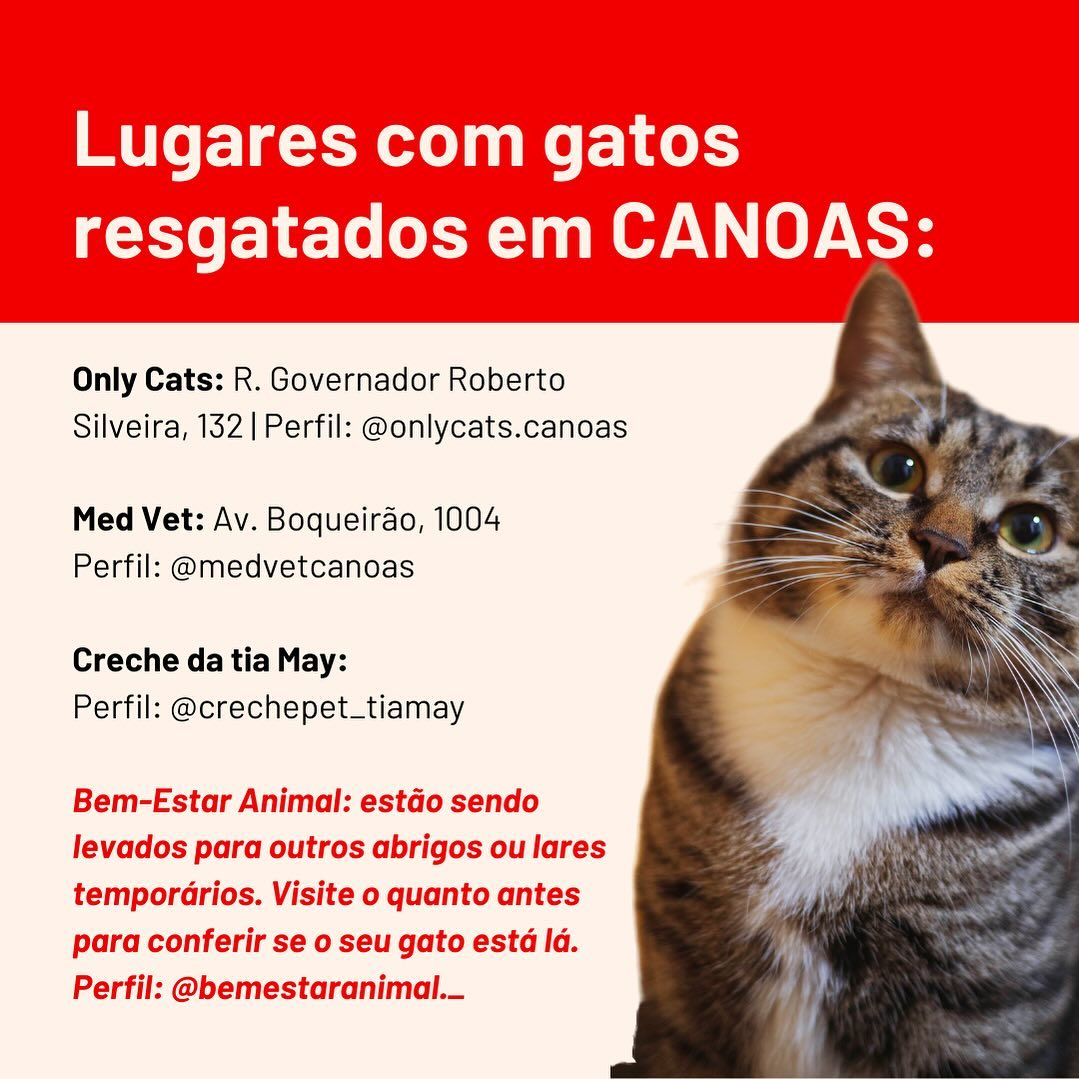 Lugares com gatos
resgatados em CANOAS:
Only Cats: R. Governador Roberto
Silveira, 132 | Perfil: @onlycats.canoas
Med Vet: Av. Boqueirão, 1004
Perfil: @medvetcanoas
Creche da tia May:
Perfil: @crechepet_tiamay
Bem-Estar Animal: estão sendo
levados para outros abrigos ou lares
temporários. Visite o quanto antes
para conferir se o seu gato está lá.
Perfil: @bemestaranimal._